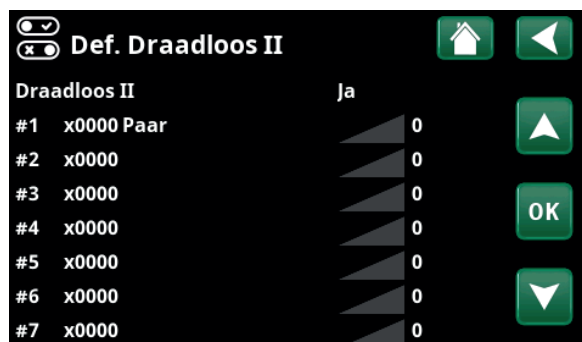 Def. Draadloos II
Draadloos II Ja
#1 x0000 Paar 0
#2 x0000 0
#3 x0000 0
OK
#4 x0000 0
#5 x0000 0
#6 x0000 0
#7 x0000 0